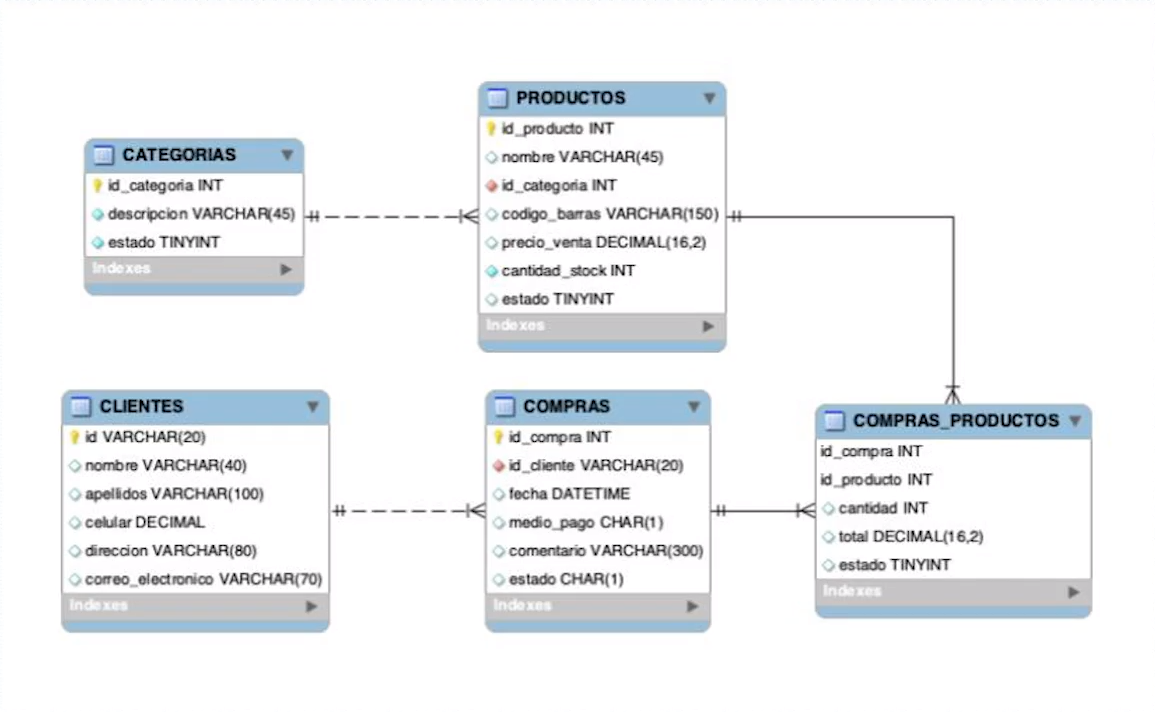 PRODUCTOS
id_producto INT
nombre VARCHAR(45)
id_categoria INT
codigo_barras VARCHAR(150)
precio_venta DECIMAL(16,2)
cantidad_stock INT
estado TINYINT
Indexes
CATEGORIAS
id_categoria INT
descripcion VARCHAR(45)
estado TINYINT
Indexes
CLIENTES
id VARCHAR(20)
nombre VARCHAR(40)
apellidos VARCHAR(100)
celular DECIMAL
direccion VARCHAR(80)
correo_electronico VARCHAR(70)
Indexes
COMPRAS
id_compra INT
id_cliente VARCHAR(20)
fecha DATETIME
medio_pago CHAR(1)
comentario VARCHAR(300)
estado CHAR(1)
Indexes
COMPRAS_PRODUCTOS
id_compra INT
id_producto INT
cantidad INT
total DECIMAL(16,2)
estado TINYINT
Indexes